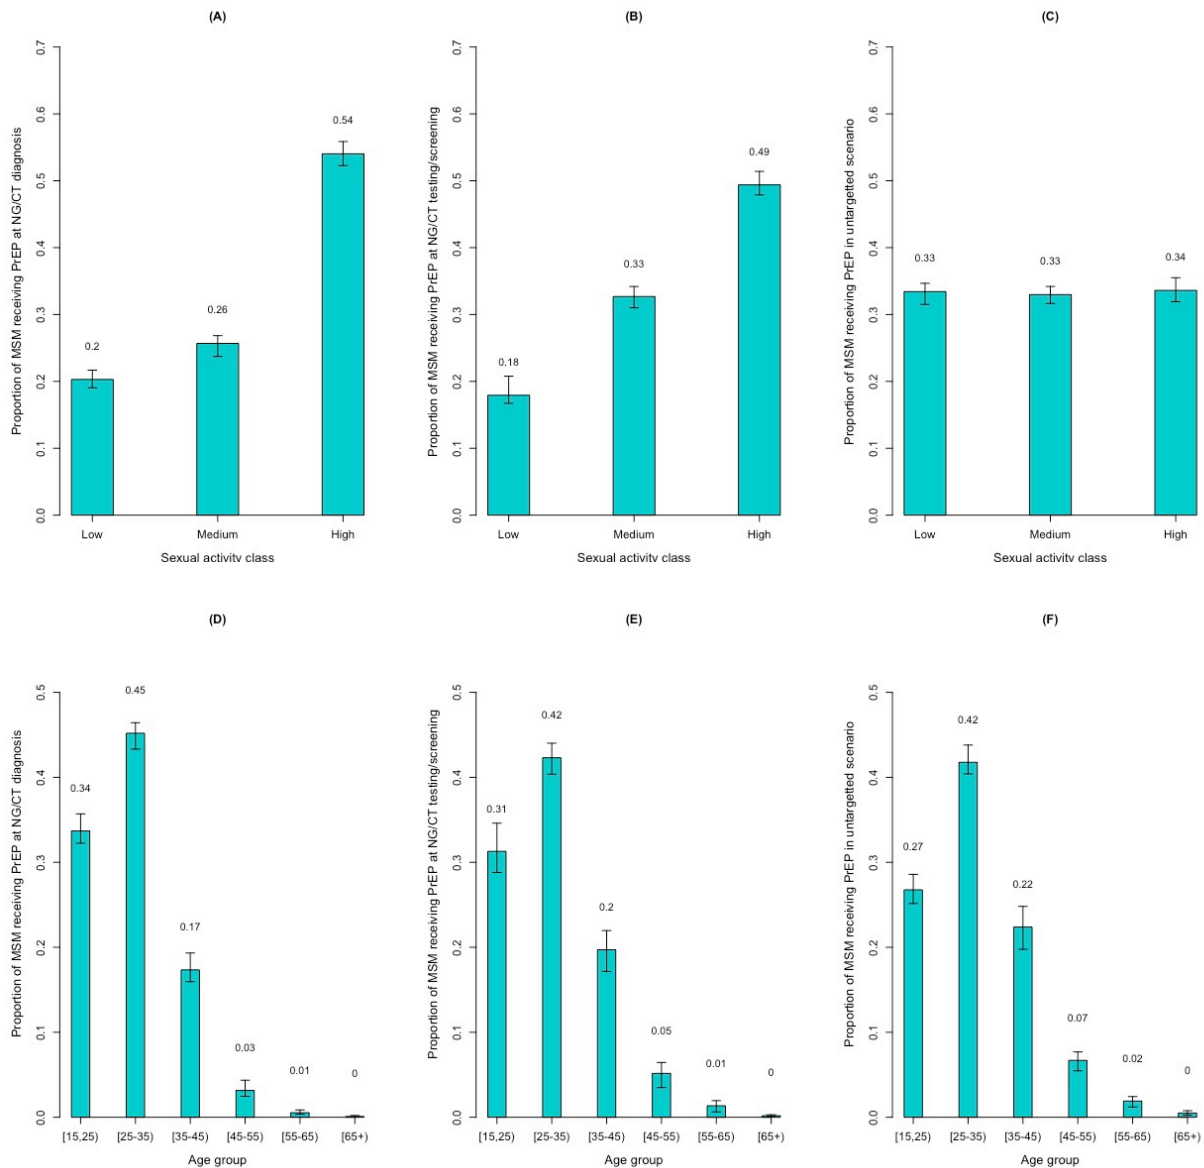 (A)
Proportion of MSM receiving PrEP at NG/CT diagnosis
0.7
0.6
0.5
0.4
0.3
0.2
0.1
0.0
0.2
0.26
0.54
Low Medium High
Sexual activity class
(B)
Proportion of MSM receiving PrEP at NG/CT testing/screening
0.7
0.6
0.5
0.4
0.3
0.2
0.1
0.0
0.18
0.33
0.49
Low Medium High
Sexual activity class
(C)
Proportion of MSM receiving PrEP in untargetted scenario
0.7
0.6
0.5
0.4
0.3
0.2
0.1
0.0
0.33
0.33
0.34
Low Medium High
Sexual activity class
(D)
Proportion of MSM receiving PrEP at NG/CT diagnosis
0.5
0.4
0.3
0.2
0.1
0.0
0.34
0.45
0.17
0.03
0.01
0
[15,25) [25-35) [35-45) [45-55) [55-65) [65+)
Age group
(E)
Proportion of MSM receiving PrEP at NG/CT testing/screening
0.5
0.4
0.3
0.2
0.1
0.0
0.31
0.42
0.2
0.05
0.01
0
[15,25) [25-35) [35-45) [45-55) [55-65) [65+)
Age group
(F)
Proportion of MSM receiving PrEP in untargetted scenario
0.5
0.4
0.3
0.2
0.1
0.0
0.27
0.42
0.22
0.07
0.02
0
[15,25) [25-35) [35-45) [45-55) [55-65) [65+)
Age group